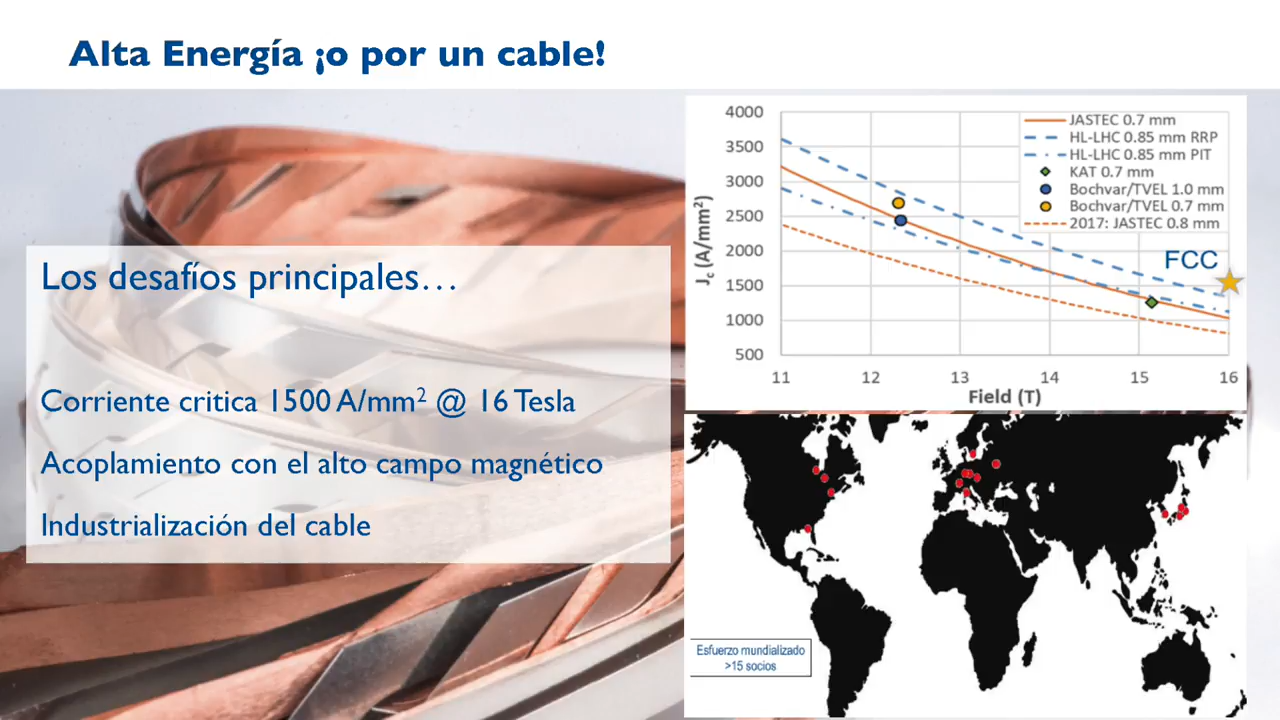 Alta Energía ¡o por un cable!
Los desafíos principales…
Corriente critica 1500 A/mm² @ 16 Tesla
Acoplamiento con el alto campo magnético
Industrialización del cable
4000
3500
3000
2500
2000
1500
1000
500
Jc (A/mm²)
11 12 13 14 15 16
Field (T)
JASTEC 0.7 mm
HL-LHC 0.85 mm RRP
HL-LHC 0.85 mm PIT
KAT 0.7 mm
Bochvar/TVEL 1.0 mm
Bochvar/TVEL 0.7 mm
2017: JASTEC 0.8 mm
FCC
Esfuerzo mundializado
>15 socios